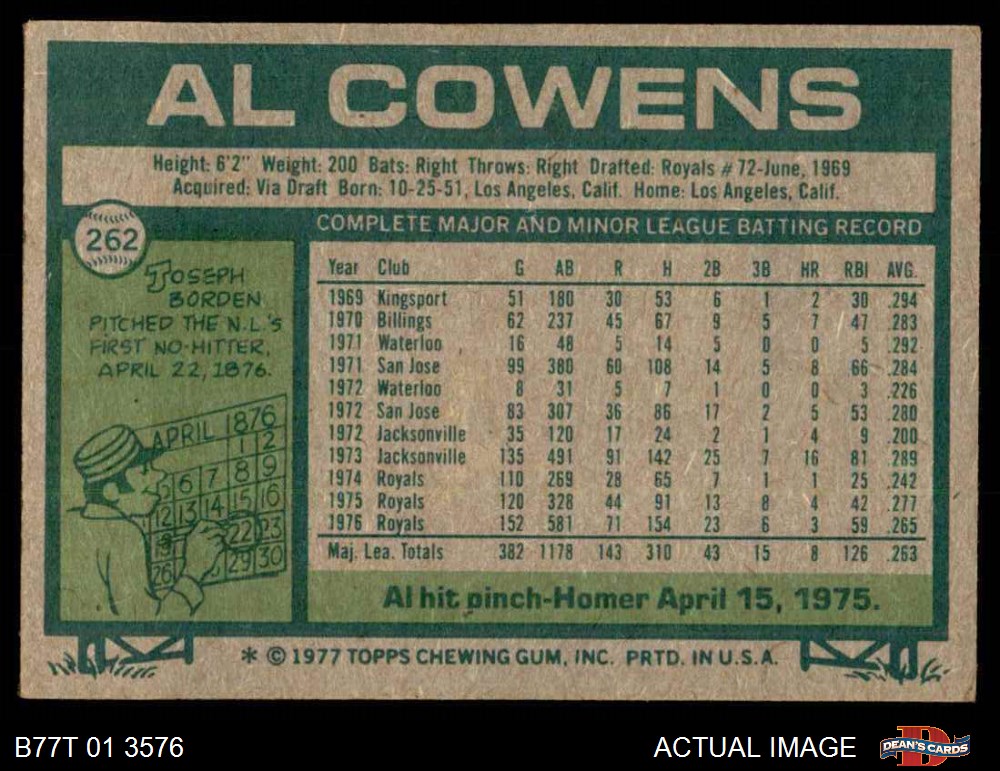 AL COWENS
Height: 6'2" Weight: 200 Bats: Right Throws: Right Drafted: Royals # 72-June, 1969
Acquired: Via Draft Born: 10-25-51, Los Angeles, Calif. Home: Los Angeles, Calif.
262
JOSEPH
BORDEN
PITCHED THE N.L.'S
FIRST NO-HITTER,
APRIL 22, 1876.
APRIL 1876
1 2
5 6 7 8 9
12 13 14 15 16
19 22 23
26 29 30
COMPLETE MAJOR AND MINOR LEAGUE BATTING RECORD
Year Club G AB R H 2B 3B HR RBI AVG.
1969 Kingsport 51 180 30 53 6 1 2 30 .294
1970 Billings 62 237 45 67 9 5 7 47 .283
1971 Waterloo 16 48 5 14 5 0 0 5 .292
1971 San Jose 99 380 60 108 14 5 8 66 .284
1972 Waterloo 8 31 5 7 1 0 0 3 .226
1972 San Jose 83 307 36 86 17 2 5 53 .280
1972 Jacksonville 35 120 17 24 2 1 4 9 .200
1973 Jacksonville 135 491 91 142 25 7 16 81 .289
1974 Royals 110 269 28 65 7 1 1 25 .242
1975 Royals 120 328 44 91 13 8 4 42 .277
1976 Royals 152 581 71 154 23 6 3 59 .265
Maj. Lea. Totals 382 1178 143 310 43 15 8 126 .263
Al hit pinch-Homer April 15, 1975.
* © 1977 TOPPS CHEWING GUM, INC. PRTD. IN U.S.A.
B77T 01 3576
ACTUAL IMAGE
DEAN'S CARDS